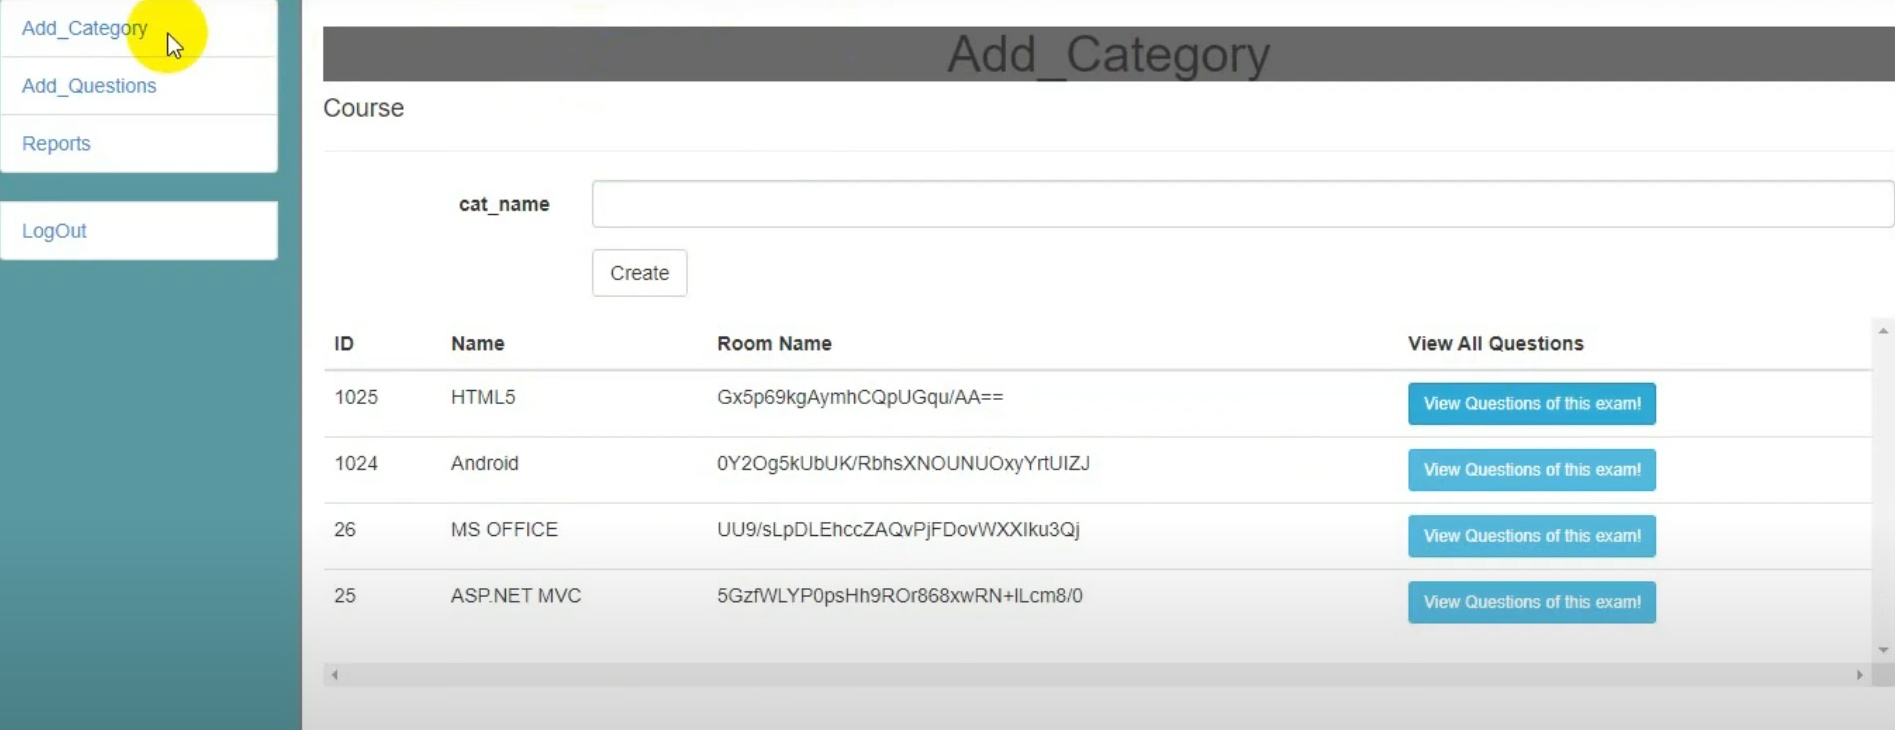 Add_Category
Add_Questions
Reports
LogOut
Add_Category
Course
cat_name
Create
ID Name Room Name View All Questions
1025 HTML5 Gx5p69kgAymhCQpUGqu/AA== View Questions of this exam!
1024 Android 0Y2Og5kUbUK/RbhsXNOUNUOxyYrtUIZJ View Questions of this exam!
26 MS OFFICE UU9/sLpDLEhccZAQvPjFDovWXXIku3Qj View Questions of this exam!
25 ASP.NET MVC 5GzfWLYP0psHh9ROr868xwRN+ILcm8/0 View Questions of this exam!